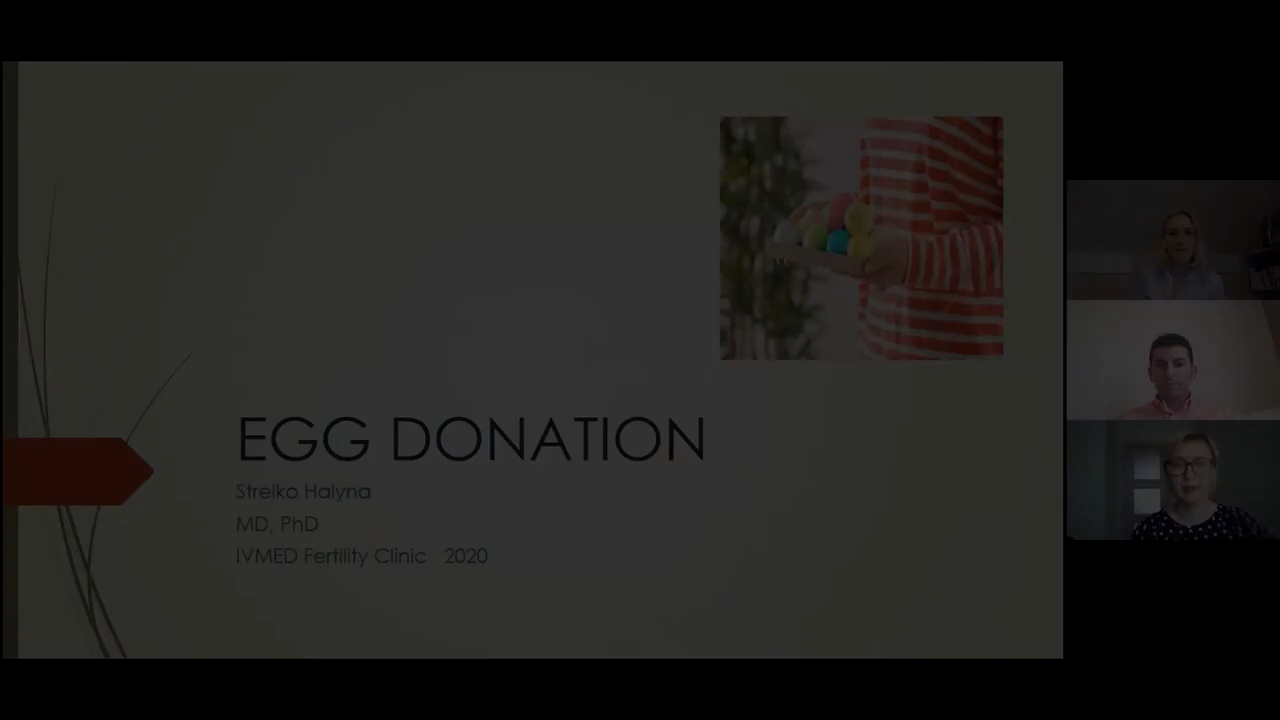 EGG DONATION
Strelko Halyna
MD, PhD
IVMED Fertility Clinic 2020